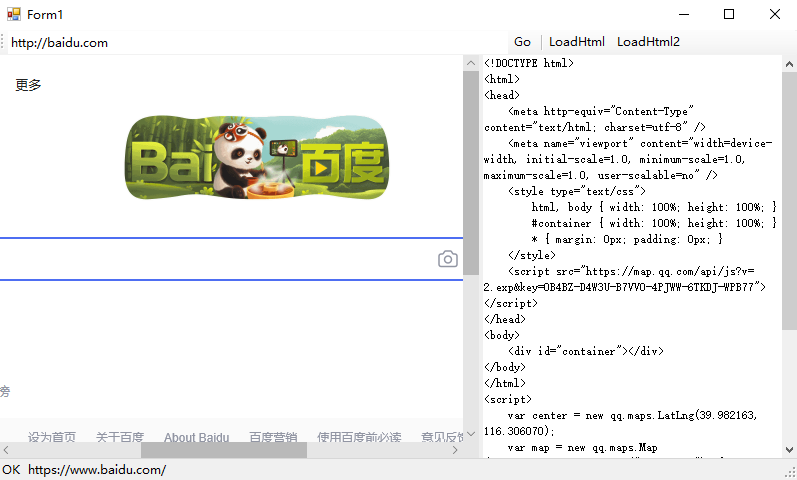 Form1
http://baidu.com
Go
LoadHtml
LoadHtml2
更多
Bai 百度
旁
设为首页 关于百度 About Baidu 百度营销 使用百度前必读 意见反馈
<!DOCTYPE html>
<html>
<head>
    <meta http-equiv="Content-Type"
content="text/html; charset=utf-8" />
    <meta name="viewport" content="width=device-
width, initial-scale=1.0, minimum-scale=1.0,
maximum-scale=1.0, user-scalable=no" />
    <style type="text/css">
        html, body { width: 100%; height: 100%; }
        #container { width: 100%; height: 100%; }
        * { margin: 0px; padding: 0px; }
    </style>
    <script src="https://map.qq.com/api/js?v=
2.exp&key=OB4BZ-D4W3U-B7VVO-4PJWW-6TKDJ-WPB77">
</script>
</head>
<body>
    <div id="container"></div>
</body>
</html>
<script>
    var center = new qq.maps.LatLng(39.982163,
116.306070);
    var map = new qq.maps.Map
OK https://www.baidu.com/